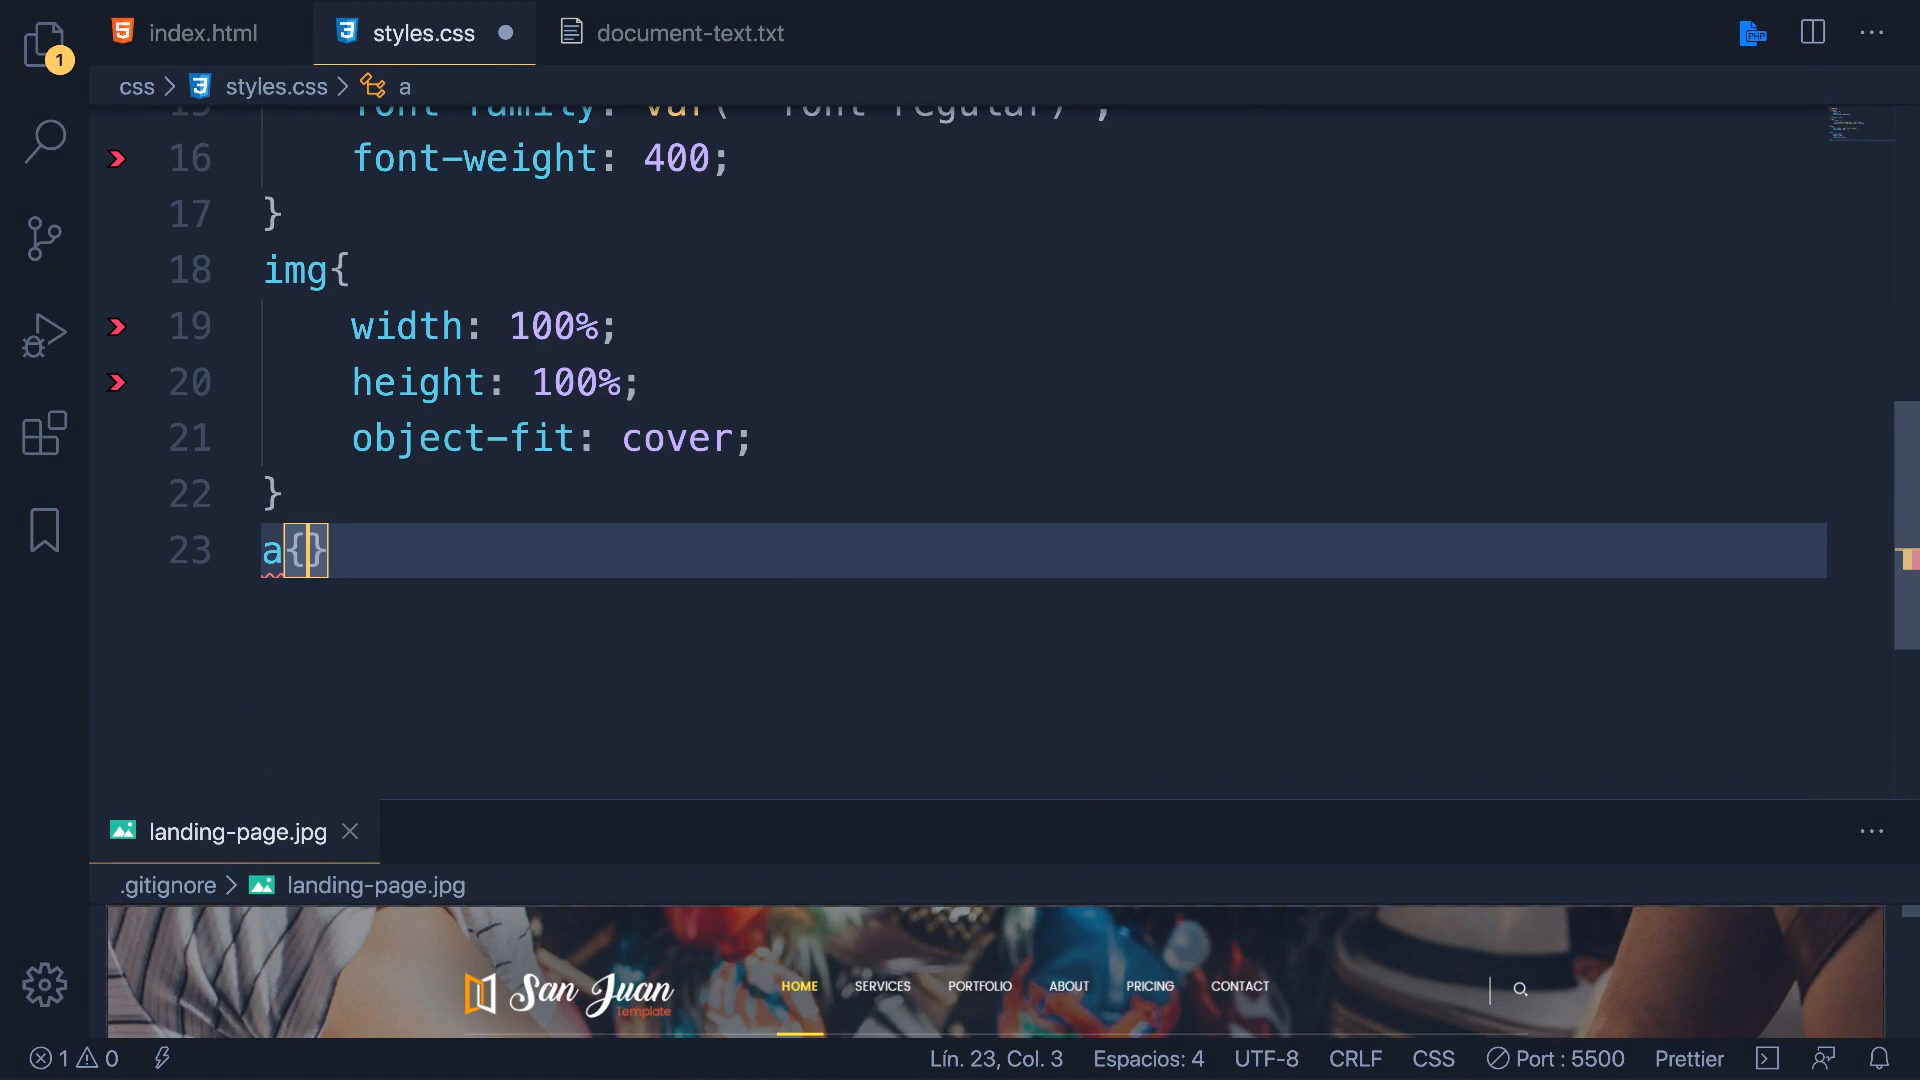 index.html
styles.css
document-text.txt
1
css > styles.css > a
15 font-family: var(--font-regular) ;
16 font-weight: 400;
17 }
18 img{
19 width: 100%;
20 height: 100%;
21 object-fit: cover;
22 }
23 a{}
landing-page.jpg
.gitignore > landing-page.jpg
San Juan
Template
HOME SERVICES PORTFOLIO ABOUT PRICING CONTACT
1 0 Lín. 23, Col. 3 Espacios: 4 UTF-8 CRLF CSS Port : 5500 Prettier